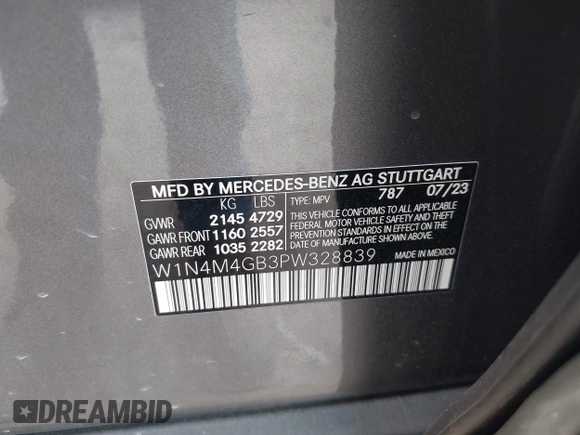 MFD BY MERCEDES-BENZ AG STUTTGART
KG LBS TYPE: MPV 787 07/23
GVWR 2145 4729
GAWR FRONT 1160 2557
GAWR REAR 1035 2282
THIS VEHICLE CONFORMS TO ALL APPLICABLE
FEDERAL MOTOR VEHICLE SAFETY AND THEFT
PREVENTION STANDARDS IN EFFECT ON THE
DATE OF MANUFACTURE SHOWN ABOVE.
W1N4M4GB3PW328839 MADE IN MEXICO
DREAMBID